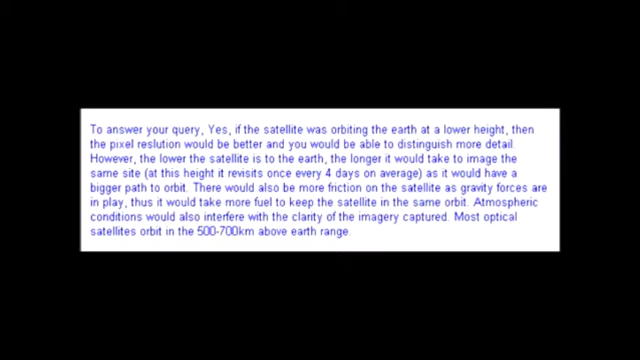 To answer your query, Yes, if the satellite was orbiting the earth at a lower height, then
the pixel reslution would be better and you would be able to distinguish more detail.
However, the lower the satellite is to the earth, the longer it would take to image the
same site (at this height it revisits once every 4 days on average) as it would have a
bigger path to orbit. There would also be more friction on the satellite as gravity forces are
in play, thus it would take more fuel to keep the satellite in the same orbit. Atmospheric
conditions would also interfere with the clarity of the imagery captured. Most optical
satellites orbit in the 500-700km above earth range.